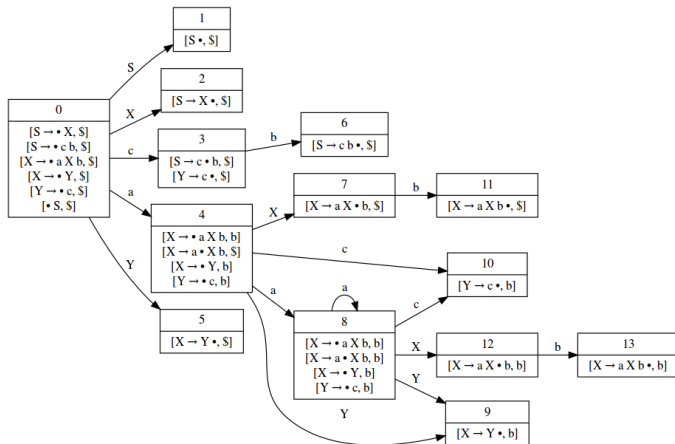 1
[S •, $]
S
2
[S → X •, $]
X
0
[S → • X, $]
[S → • c b, $]
[X → • a X b, $]
[X → • Y, $]
[Y → • c, $]
[• S, $]
c
3
[S → c • b, $]
[Y → c •, $]
b
6
[S → c b •, $]
a
4
[X → • a X b, b]
[X → a • X b, $]
[X → • Y, b]
[Y → • c, b]
X
7
[X → a X • b, $]
b
11
[X → a X b •, $]
Y
5
[X → Y •, $]
c
10
[Y → c •, b]
a
a
8
[X → • a X b, b]
[X → a • X b, b]
[X → • Y, b]
[Y → • c, b]
c
X
12
[X → a X • b, b]
b
13
[X → a X b •, b]
Y
Y
9
[X → Y •, b]